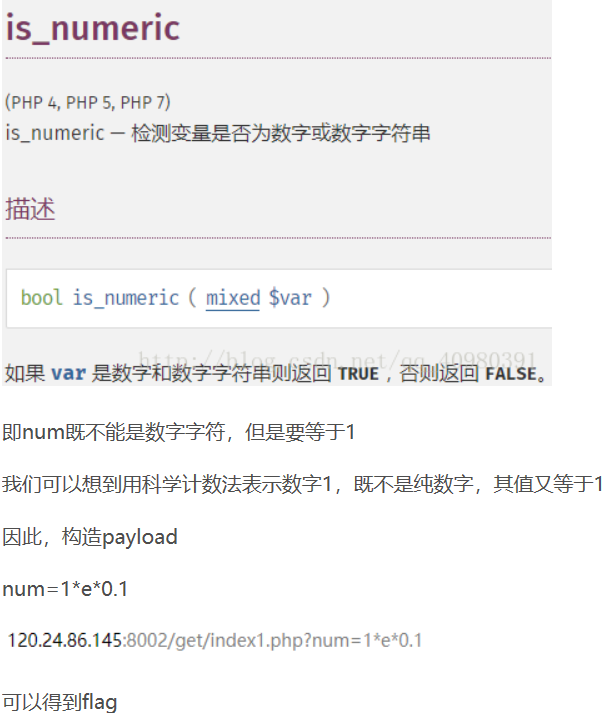 is_numeric
(PHP 4, PHP 5, PHP 7)
is_numeric — 检测变量是否为数字或数字字符串
描述
bool is_numeric ( mixed $var )
http://blog.csdn.net/qq_40980391
如果 var 是数字和数字字符串则返回 TRUE，否则返回 FALSE。
即num既不能是数字字符，但是要等于1
我们可以想到用科学计数法表示数字1，既不是纯数字，其值又等于1
因此，构造payload
num=1*e*0.1
120.24.86.145:8002/get/index1.php?num=1*e*0.1
可以得到flag